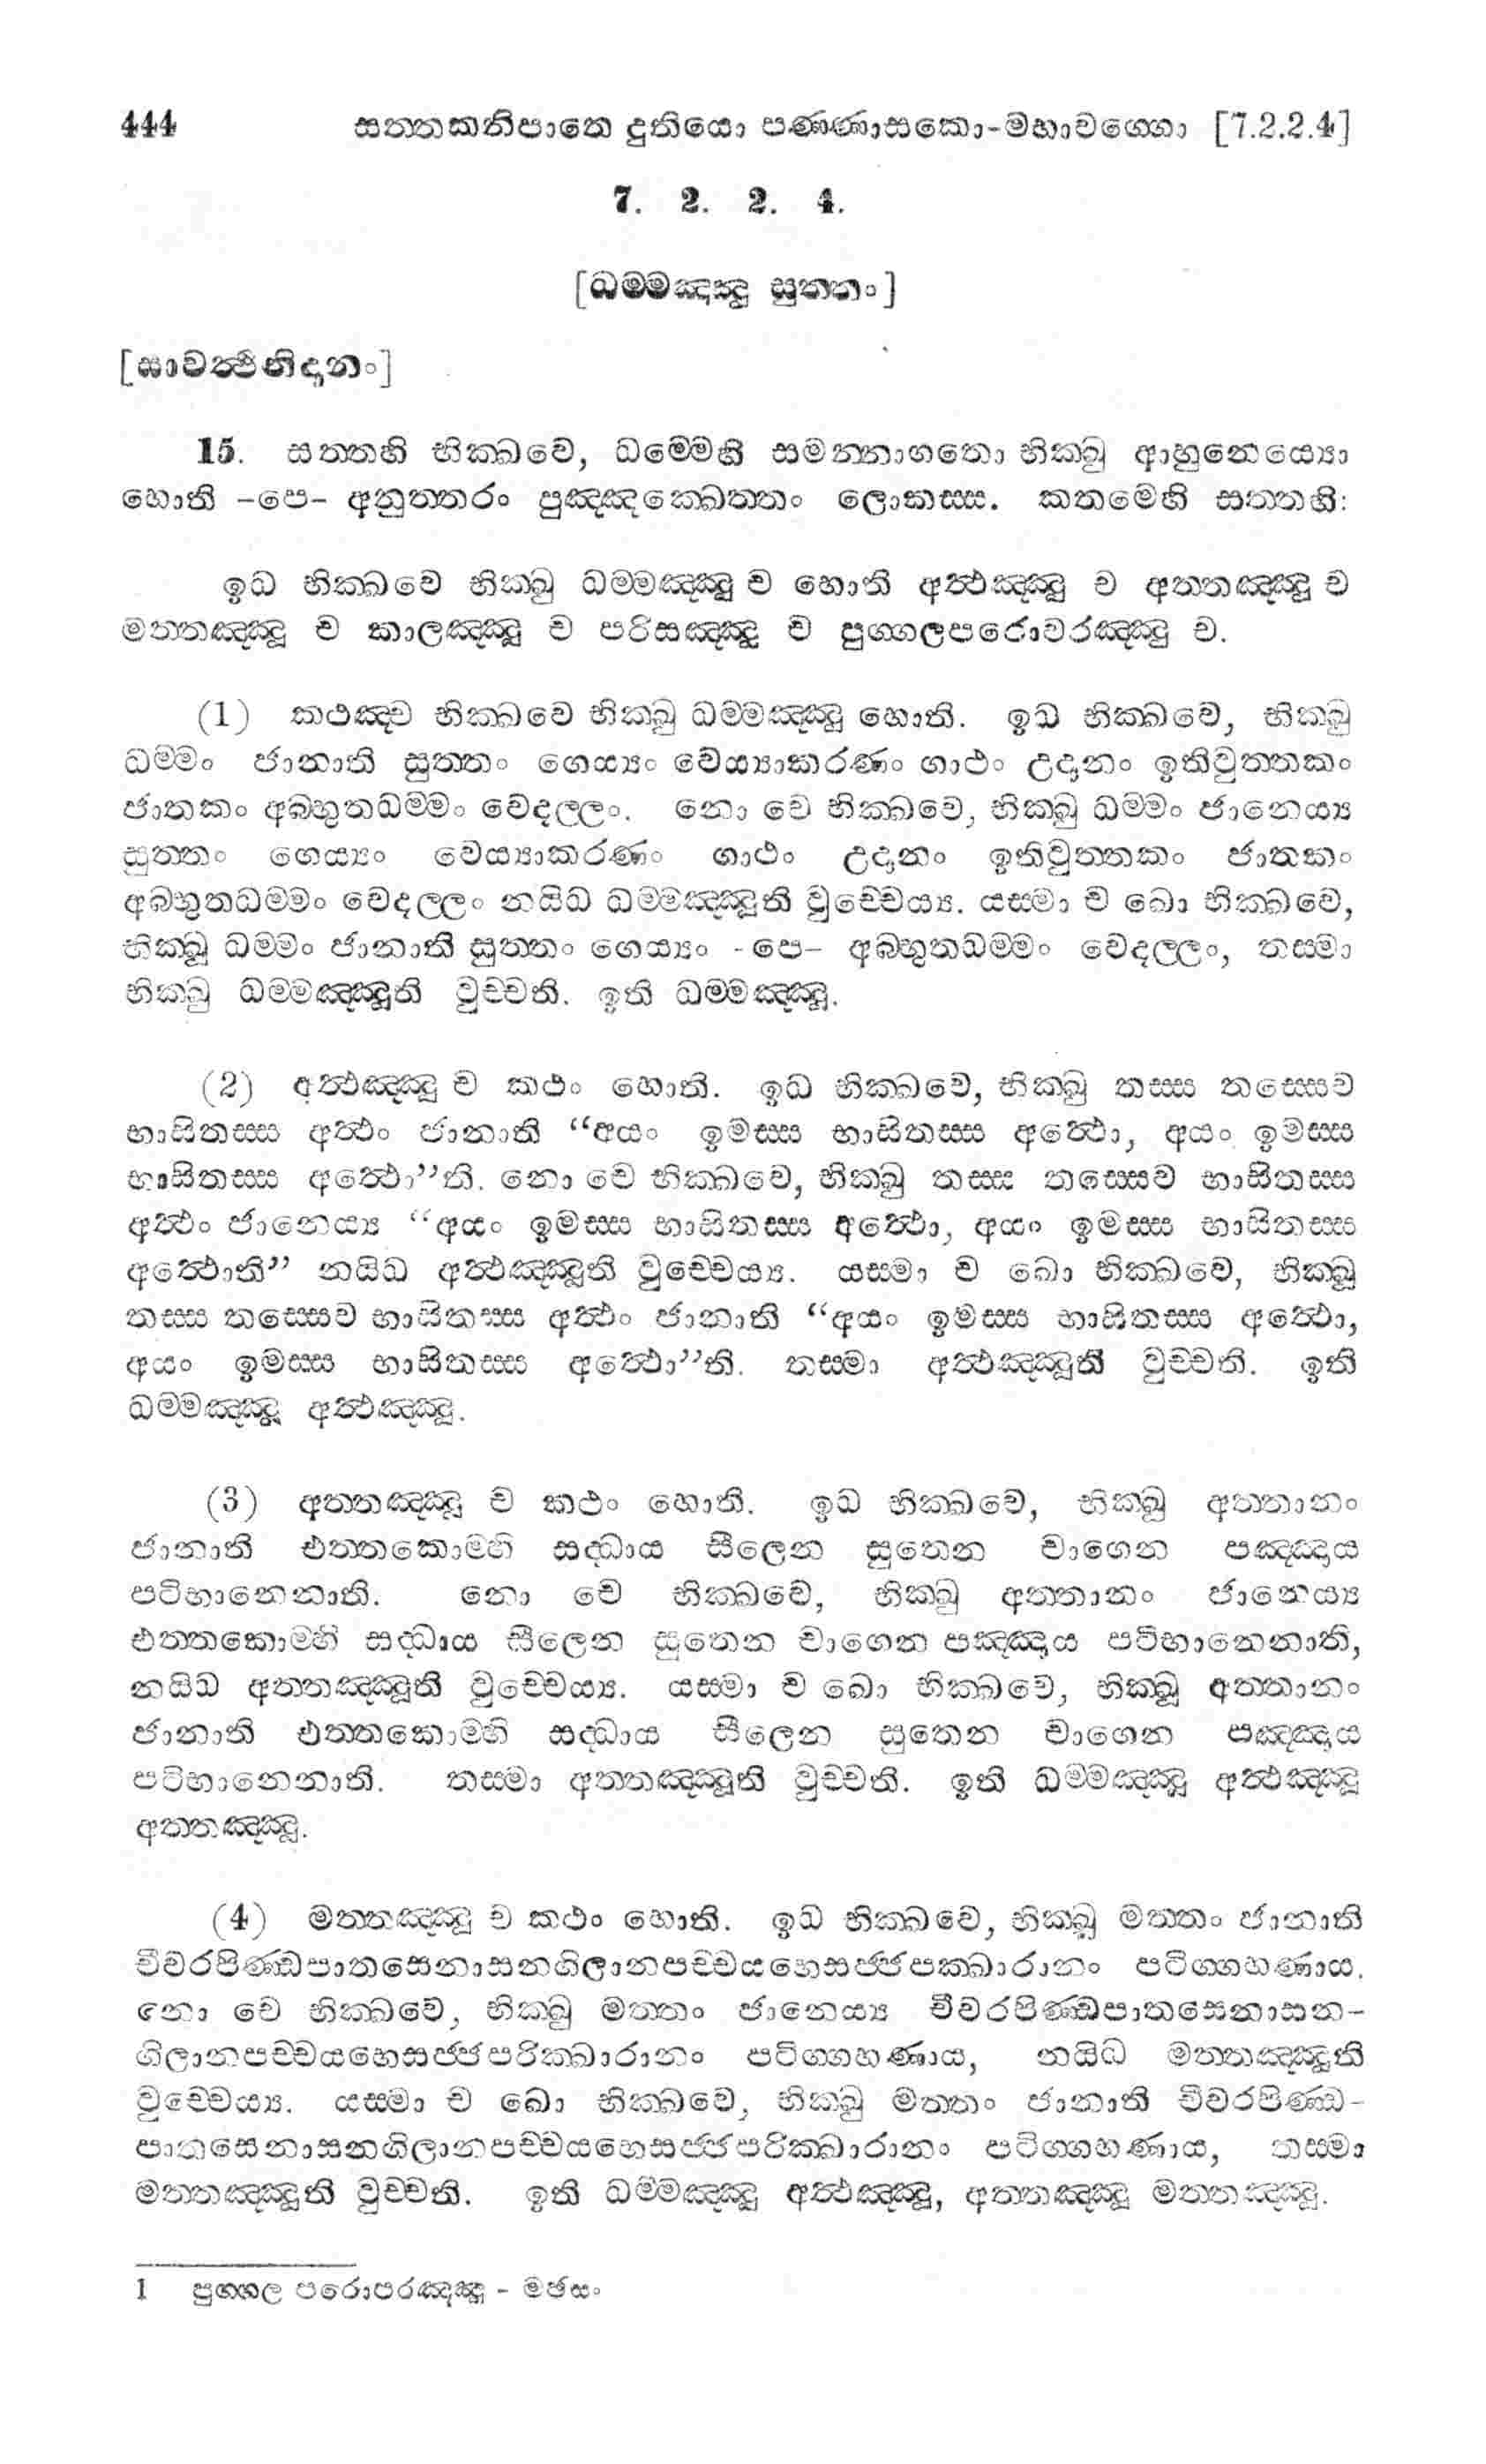 444 සත්තකනිපාතෙ දුතියො පණ්ණාසකො-මහාවග්ගො [7.2.2.4]
7. 2. 2. 4.
[ධම්මඤ්ඤූ සුත්තං]
[සාවත්ථිනිදානං]
15. සත්තහි භික්ඛවෙ, ධම්මෙහි සමන්නාගතො භික්ඛු ආහුනෙය්‍යො
හොති -පෙ- අනුත්තරං පුඤ්ඤක්ඛෙත්තං ලොකස්ස. කතමෙහි සත්තහි:
ඉධ භික්ඛවෙ භික්ඛු ධම්මඤ්ඤූ ච හොති අත්ථඤ්ඤූ ච අත්තඤ්ඤූ ච
මත්තඤ්ඤූ ච කාලඤ්ඤූ ච පරිසඤ්ඤූ ච පුග්ගලපරොවරඤ්ඤූ ච.
(1) කථඤ්ච භික්ඛවෙ භික්ඛු ධම්මඤ්ඤූ හොති. ඉධ භික්ඛවෙ, භික්ඛු
ධම්මං ජානාති සුත්තං ගෙය්‍යං වෙය්‍යාකරණං ගාථං උදානං ඉතිවුත්තකං
ජාතකං අබ්භුතධම්මං වෙදල්ලං. නො චෙ භික්ඛවෙ, භික්ඛු ධම්මං ජානෙය්‍ය
සුත්තං ගෙය්‍යං වෙය්‍යාකරණං ගාථං උදානං ඉතිවුත්තකං ජාතකං
අබ්භුතධම්මං වෙදල්ලං නයිධ ධම්මඤ්ඤූති වුච්චෙය්‍ය. යස්මා ච ඛො භික්ඛවෙ,
භික්ඛු ධම්මං ජානාති සුත්තං ගෙය්‍යං -පෙ- අබ්භුතධම්මං වෙදල්ලං, තස්මා
භික්ඛු ධම්මඤ්ඤූති වුච්චති. ඉති ධම්මඤ්ඤූ.
(2) අත්ථඤ්ඤූ ච කථං හොති. ඉධ භික්ඛවෙ, භික්ඛු තස්ස තස්සෙව
භාසිතස්ස අත්ථං ජානාති “අයං ඉමස්ස භාසිතස්ස අත්ථො, අයං ඉමස්ස
භාසිතස්ස අත්ථො”ති. නො චෙ භික්ඛවෙ, භික්ඛු තස්ස තස්සෙව භාසිතස්ස
අත්ථං ජානෙය්‍ය “අයං ඉමස්ස භාසිතස්ස අත්ථො, අයං ඉමස්ස භාසිතස්ස
අත්ථොති” නයිධ අත්ථඤ්ඤූති වුච්චෙය්‍ය. යස්මා ච ඛො භික්ඛවෙ, භික්ඛු
තස්ස තස්සෙව භාසිතස්ස අත්ථං ජානාති “අයං ඉමස්ස භාසිතස්ස අත්ථො,
අයං ඉමස්ස භාසිතස්ස අත්ථො”ති. තස්මා අත්ථඤ්ඤූති වුච්චති. ඉති
ධම්මඤ්ඤූ අත්ථඤ්ඤූ.
(3) අත්තඤ්ඤූ ච කථං හොති. ඉධ භික්ඛවෙ, භික්ඛු අත්තානං
ජානාති එත්තකොම්හි සද්ධාය සීලෙන සුතෙන චාගෙන පඤ්ඤාය
පටිභානෙනාති. නො චෙ භික්ඛවෙ, භික්ඛු අත්තානං ජානෙය්‍ය
එත්තකොම්හි සද්ධාය සීලෙන සුතෙන චාගෙන පඤ්ඤාය පටිභානෙනාති,
නයිධ අත්තඤ්ඤූති වුච්චෙය්‍ය. යස්මා ච ඛො භික්ඛවෙ, භික්ඛු අත්තානං
ජානාති එත්තකොම්හි සද්ධාය සීලෙන සුතෙන චාගෙන පඤ්ඤාය
පටිභානෙනාති. තස්මා අත්තඤ්ඤූති වුච්චති. ඉති ධම්මඤ්ඤූ අත්ථඤ්ඤූ
අත්තඤ්ඤූ.
(4) මත්තඤ්ඤූ ච කථං හොති. ඉධ භික්ඛවෙ, භික්ඛු මත්තං ජානාති
චීවරපිණ්ඩපාතසෙනාසනගිලානපච්චයභෙසජ්ජපක්ඛාරානං පටිග්ගහණාය.
නො චෙ භික්ඛවෙ, භික්ඛු මත්තං ජානෙය්‍ය චීවරපිණ්ඩපාතසෙනාසන-
ගිලානපච්චයභෙසජ්ජපරික්ඛාරානං පටිග්ගහණාය, නයිධ මත්තඤ්ඤූති
වුච්චෙය්‍ය. යස්මා ච ඛො භික්ඛවෙ, භික්ඛු මත්තං ජානාති චීවරපිණ්ඩ-
පාතසෙනාසනගිලානපච්චයභෙසජ්ජපරික්ඛාරානං පටිග්ගහණාය, තස්මා
මත්තඤ්ඤූති වුච්චති. ඉති ධම්මඤ්ඤූ අත්ථඤ්ඤූ, අත්තඤ්ඤූ මත්තඤ්ඤූ.
1 පුග්ගල පරොපරඤ්ඤූ - මඡසං